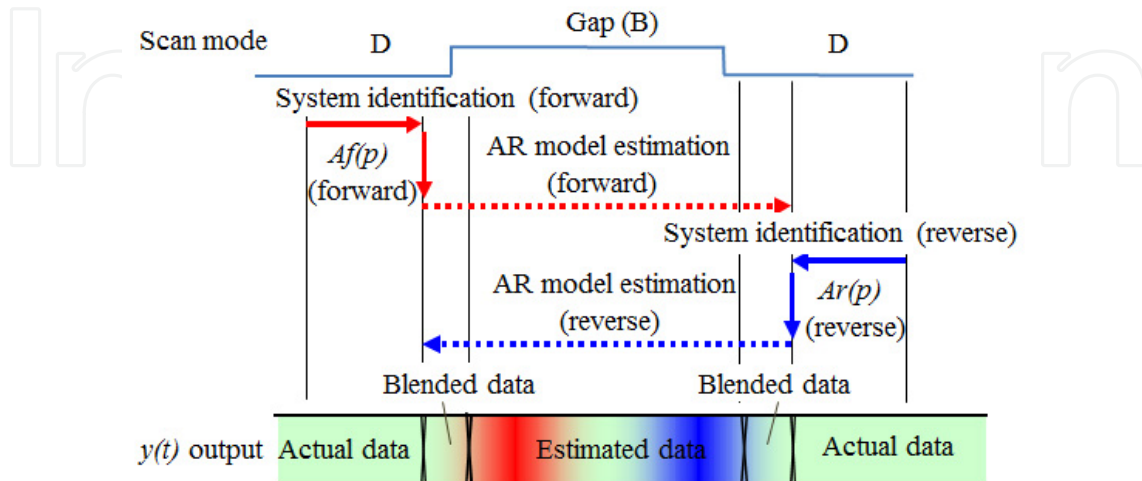 Gap (B)
Scan mode D D
System identification (forward)
Af(p)
(forward)
AR model estimation
(forward)
System identification (reverse)
AR model estimation
(reverse)
Ar(p)
(reverse)
Blended data Blended data
y(t) output Actual data Estimated data Actual data